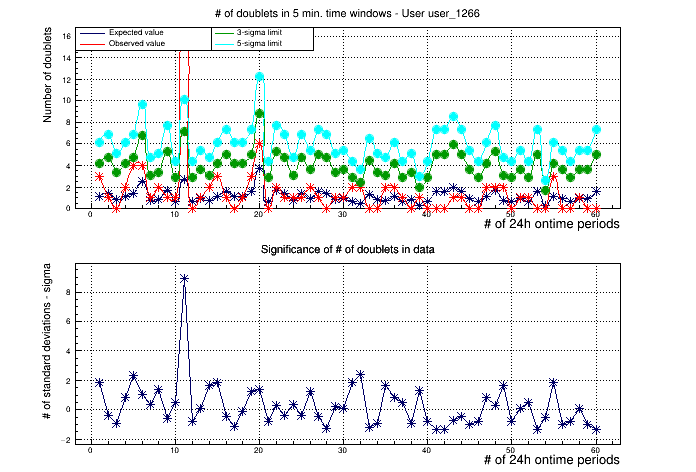 # of doublets in 5 min. time windows - User user_1266
Number of doublets
Expected value
Observed value
3-sigma limit
5-sigma limit
16
14
12
10
8
6
4
2
0
0 10 20 30 40 50 60
# of 24h ontime periods
Significance of # of doublets in data
# of standard deviations - sigma
8
6
4
2
0
−2
0 10 20 30 40 50 60
# of 24h ontime periods